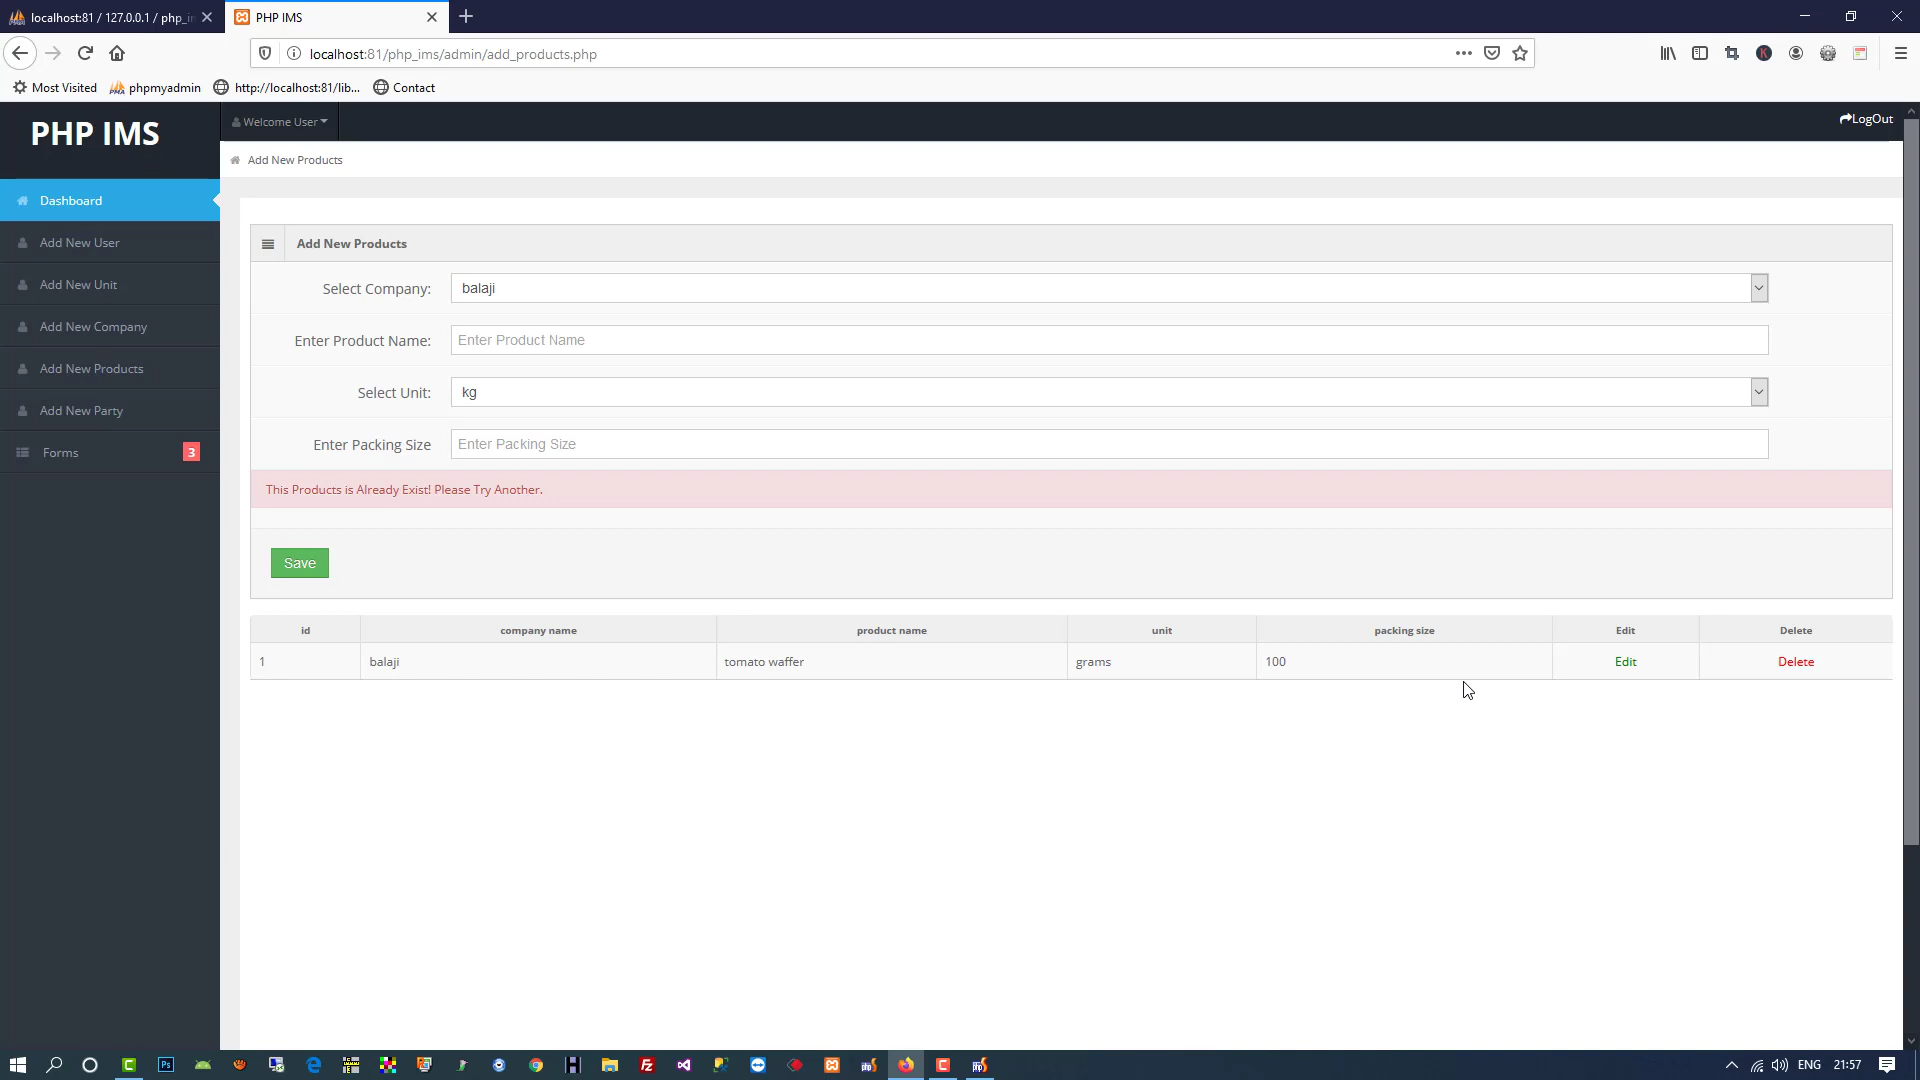 localhost:81 / 127.0.0.1 / php_i
PHP IMS
localhost:81/php_ims/admin/add_products.php
Most Visited
phpmyadmin
http://localhost:81/lib...
Contact
PHP IMS
Welcome User
LogOut
Add New Products
Dashboard
Add New User
Add New Unit
Add New Company
Add New Products
Add New Party
Forms 3
Add New Products
Select Company: balaji
Enter Product Name: Enter Product Name
Select Unit: kg
Enter Packing Size Enter Packing Size
This Products is Already Exist! Please Try Another.
Save
id company name product name unit packing size Edit Delete
1 balaji tomato waffer grams 100 Edit Delete
ENG 21:57